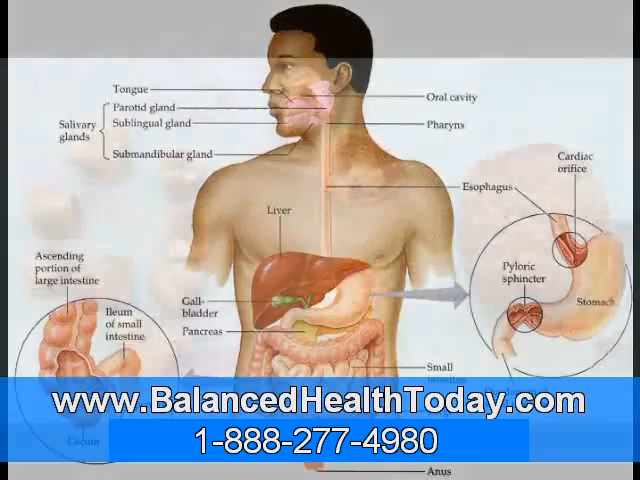 Tongue
Parotid gland
Sublingual gland
Salivary
glands
Submandibular gland
Oral cavity
Pharynx
Cardiac
orifice
Esophagus
Liver
Ascending
portion of
large intestine
Pyloric
sphincter
Stomach
Gall-
bladder
Ileum
of small
intestine
Pancreas
Small
www.BalancedHealthToday.com
Cecum
1-888-277-4980
Anus